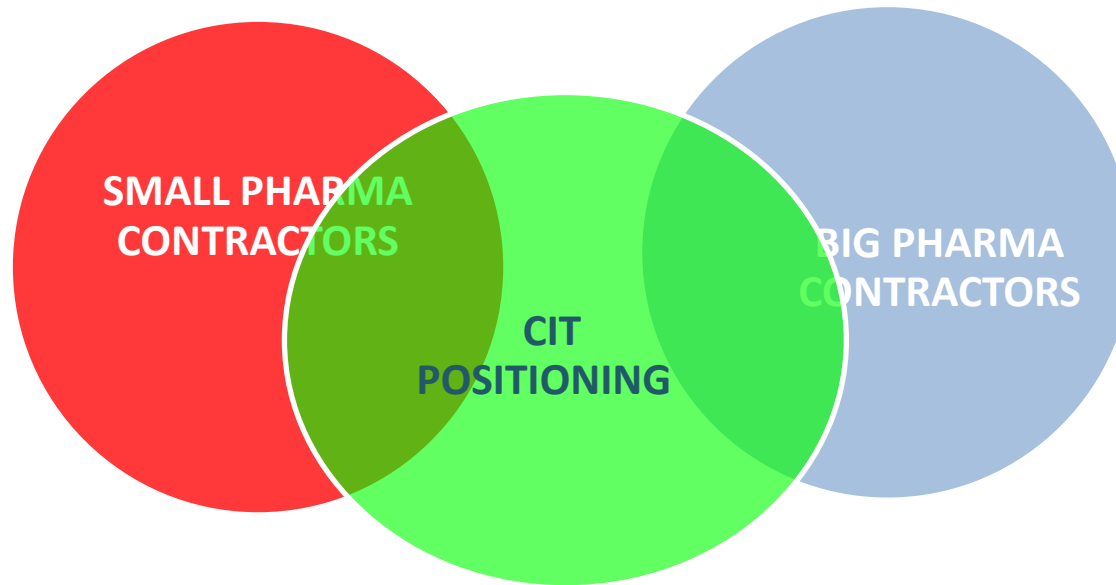 SMALL PHARMA
CONTRACTORS
CIT
POSITIONING
BIG PHARMA
CONTRACTORS